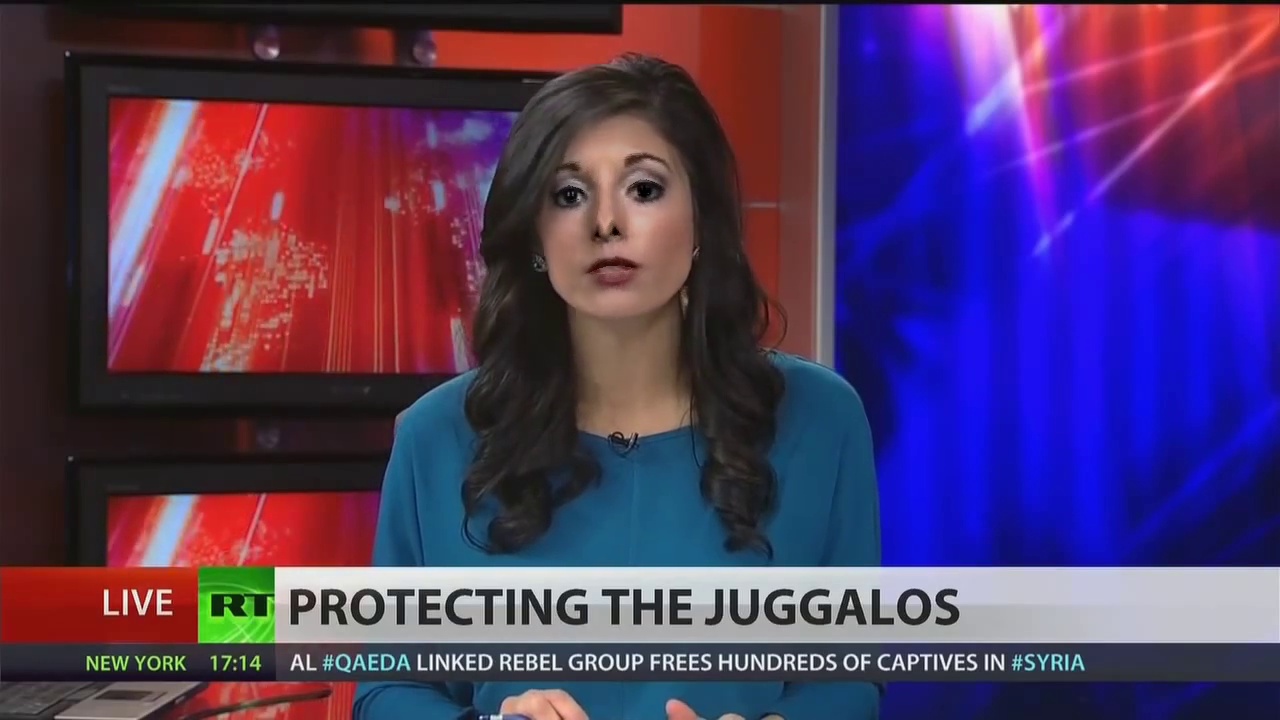 LIVE RT PROTECTING THE JUGGALOS
NEW YORK 17:14 AL #QAEDA LINKED REBEL GROUP FREES HUNDREDS OF CAPTIVES IN #SYRIA